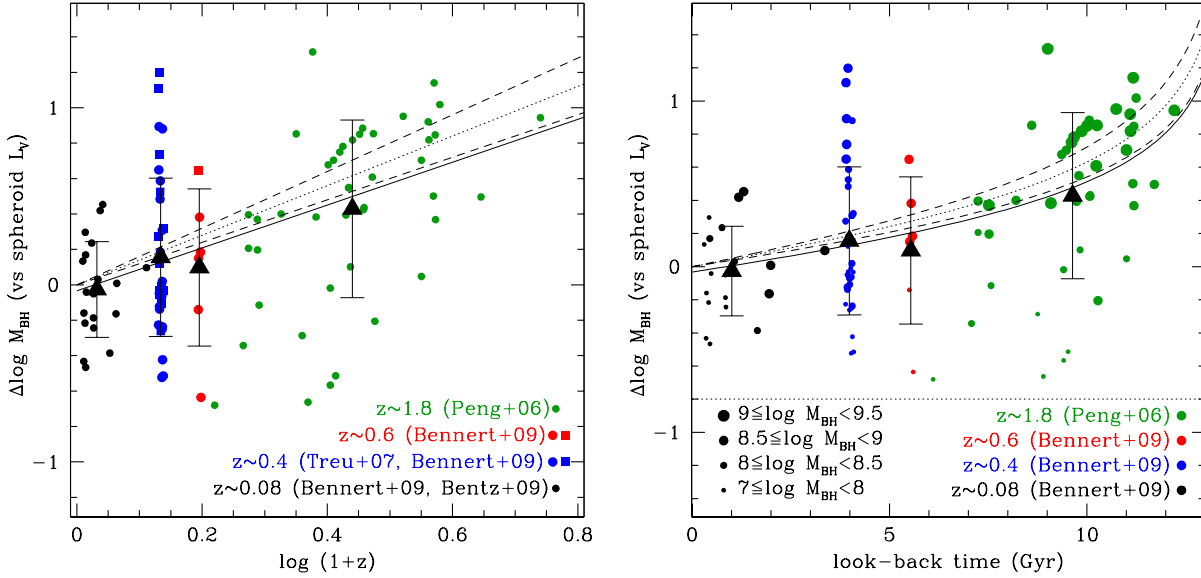 Δlog M_BH (vs spheroid L_V)
1
0
−1
z~1.8 (Peng+06)
z~0.6 (Bennert+09)
z~0.4 (Treu+07, Bennert+09)
z~0.08 (Bennert+09, Bentz+09)
0
0.2
0.4
0.6
0.8
log (1+z)
Δlog M_BH (vs spheroid L_V)
1
0
−1
9≦log M_BH<9.5
8.5≦log M_BH<9
8≦log M_BH<8.5
7≦log M_BH<8
z~1.8 (Peng+06)
z~0.6 (Bennert+09)
z~0.4 (Bennert+09)
z~0.08 (Bennert+09)
0
5
10
look-back time (Gyr)